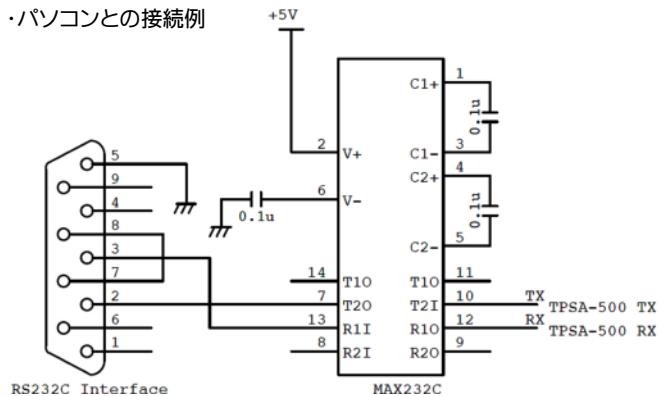 ・パソコンとの接続例
+5V
1
C1+
0.1u
2
V+
C1-
3
C2+
4
6
V-
0.1u
0.1u
C2-
5
5
9
4
8
3
7
2
6
1
14
T1O
T1O
11
7
T2O
T2I
10
TX
TPSA-500 TX
13
R1I
R1O
12
RX
TPSA-500 RX
8
R2I
R2O
9
RS232C Interface
MAX232C